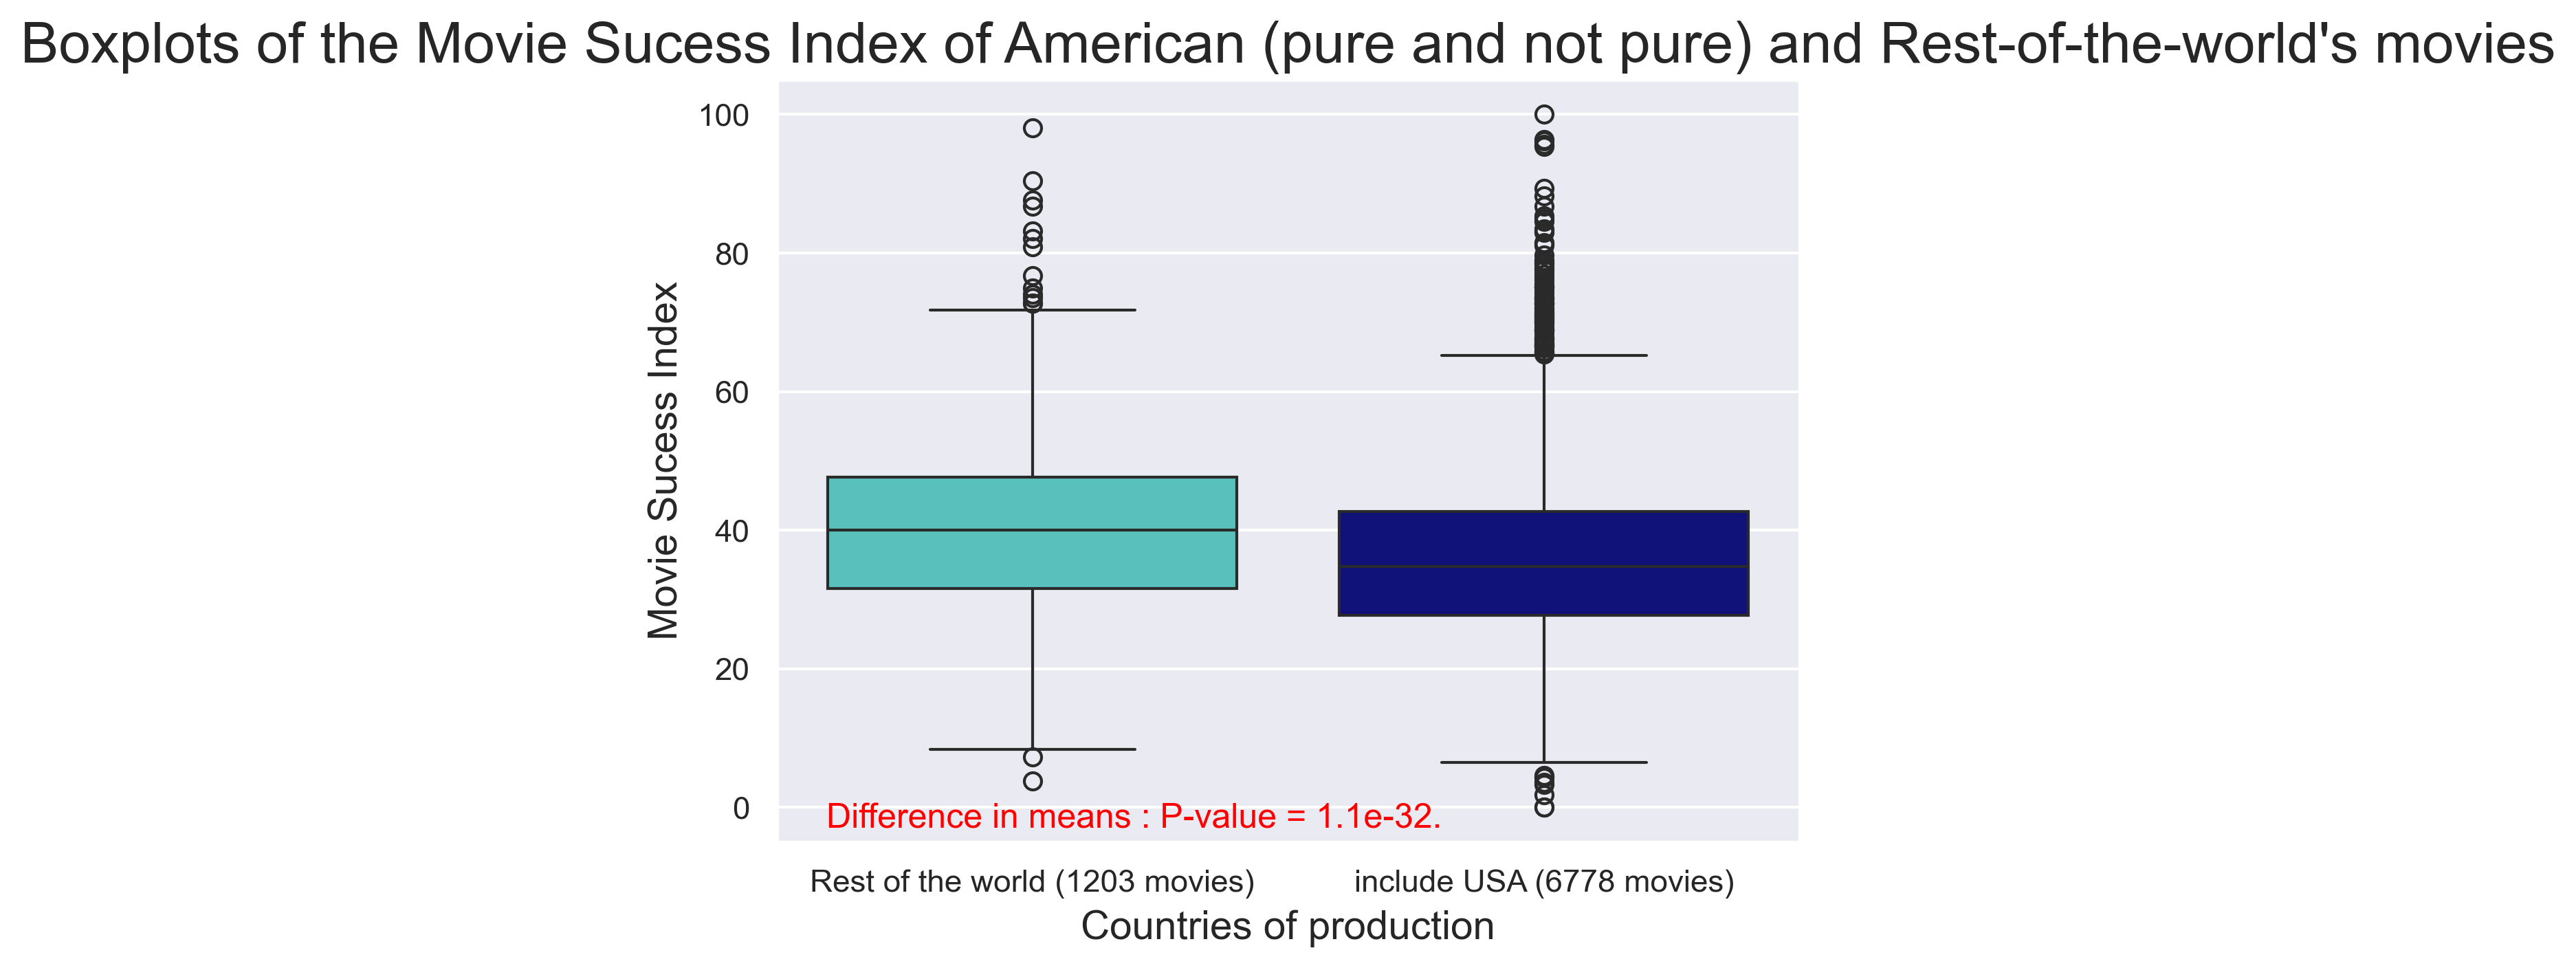 Boxplots of the Movie Sucess Index of American (pure and not pure) and Rest-of-the-world's movies
100
80
60
40
20
0
Movie Sucess Index
Difference in means : P-value = 1.1e-32.
Rest of the world (1203 movies)
include USA (6778 movies)
Countries of production